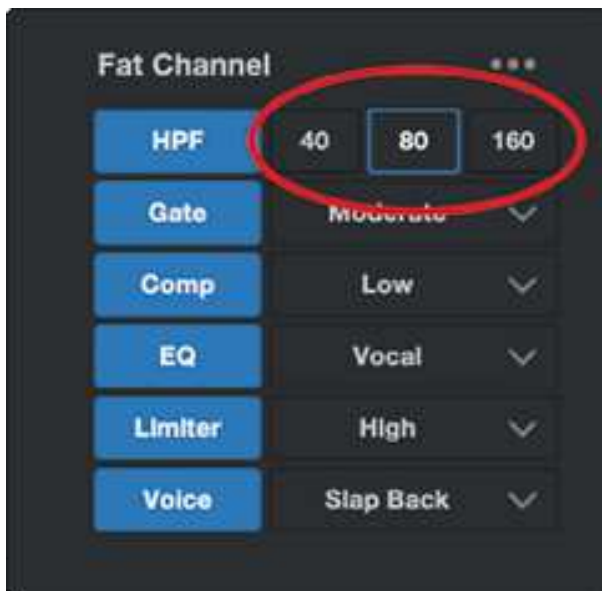 Fat Channel
HPF 40 80 160
Gate Moderate
Comp Low
EQ Vocal
Limiter High
Voice Slap Back